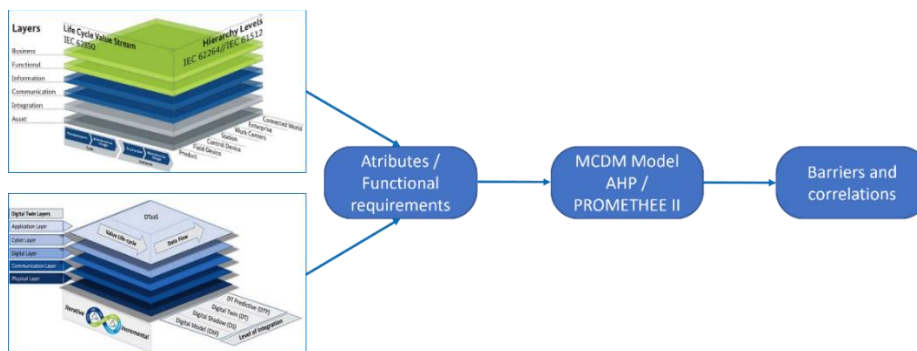 Layers
Life Cycle Value Stream
IEC 62890
Hierarchy Levels
IEC 62264//IEC 61512
Business
Functional
Information
Communication
Integration
Asset
Connected World
Enterprise
Work Centers
Station
Control Device
Field Device
Product
Atributes /
Functional
requirements
MCDM Model
AHP /
PROMETHEE II
Barriers and
correlations
Digital Twin Layers
Application Layer
Cyber Layer
Digital Layer
Communication Layer
Physical Layer
DTaaS
Value Life-cycle
Data Flow
Iterative
Incremental
DT Predictive (DTP)
Digital Twin (DT)
Digital Shadow (DS)
Digital Model (DM)
Level of Integration